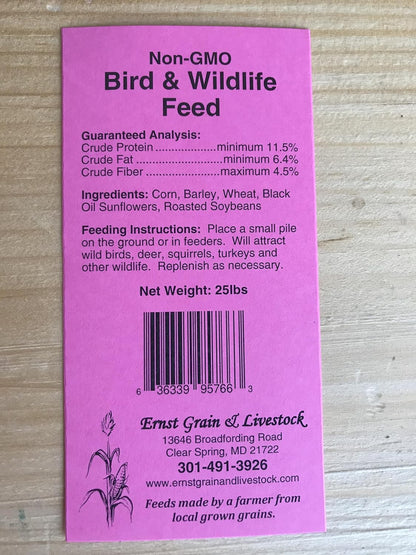 Non-GMO
Bird & Wildlife
Feed
Guaranteed Analysis:
Crude Protein ................... minimum 11.5%
Crude Fat ........................... minimum 6.4%
Crude Fiber ....................... maximum 4.5%
Ingredients: Corn, Barley, Wheat, Black
Oil Sunflowers, Roasted Soybeans
Feeding Instructions: Place a small pile
on the ground or in feeders. Will attract
wild birds, deer, squirrels, turkeys and
other wildlife. Replenish as necessary.
Net Weight: 25lbs
6 36339 95766 3
Ernst Grain & Livestock
13646 Broadfording Road
Clear Spring, MD 21722
301-491-3926
www.ernstgrainandlivestock.com
Feeds made by a farmer from
local grown grains.